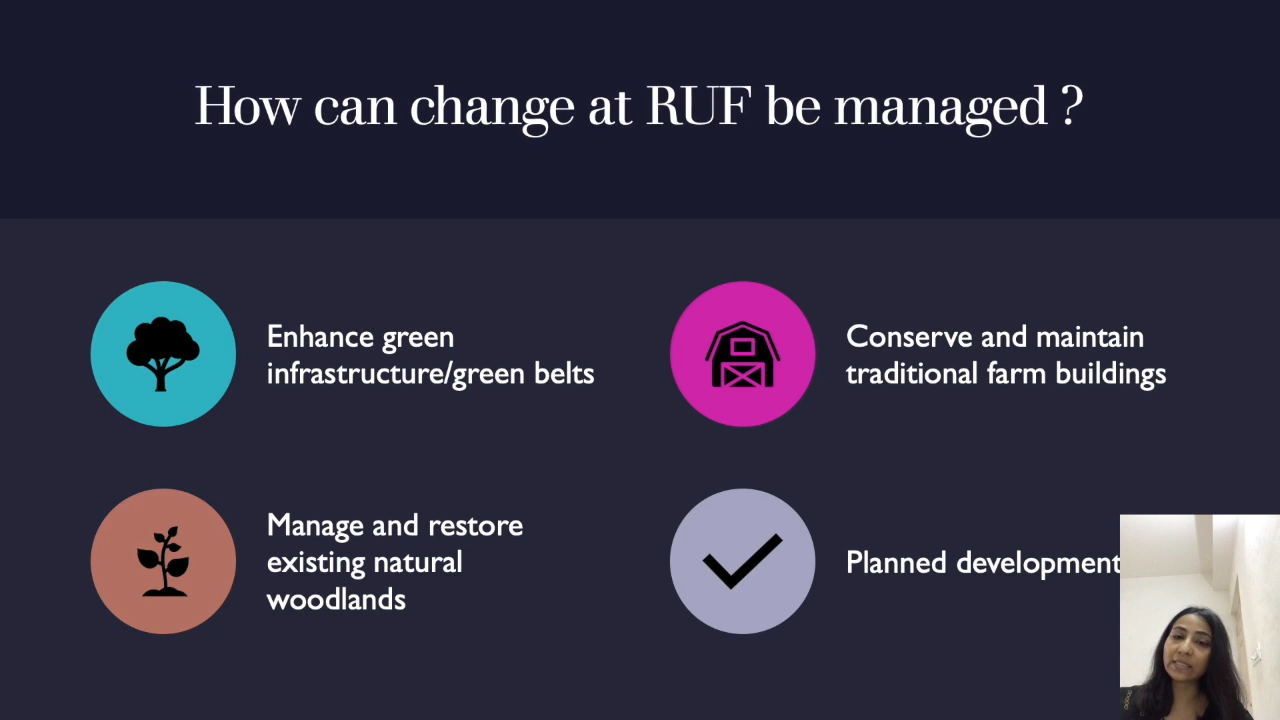 How can change at RUF be managed ?
Enhance green
infrastructure/green belts
Conserve and maintain
traditional farm buildings
Manage and restore
existing natural
woodlands
Planned development